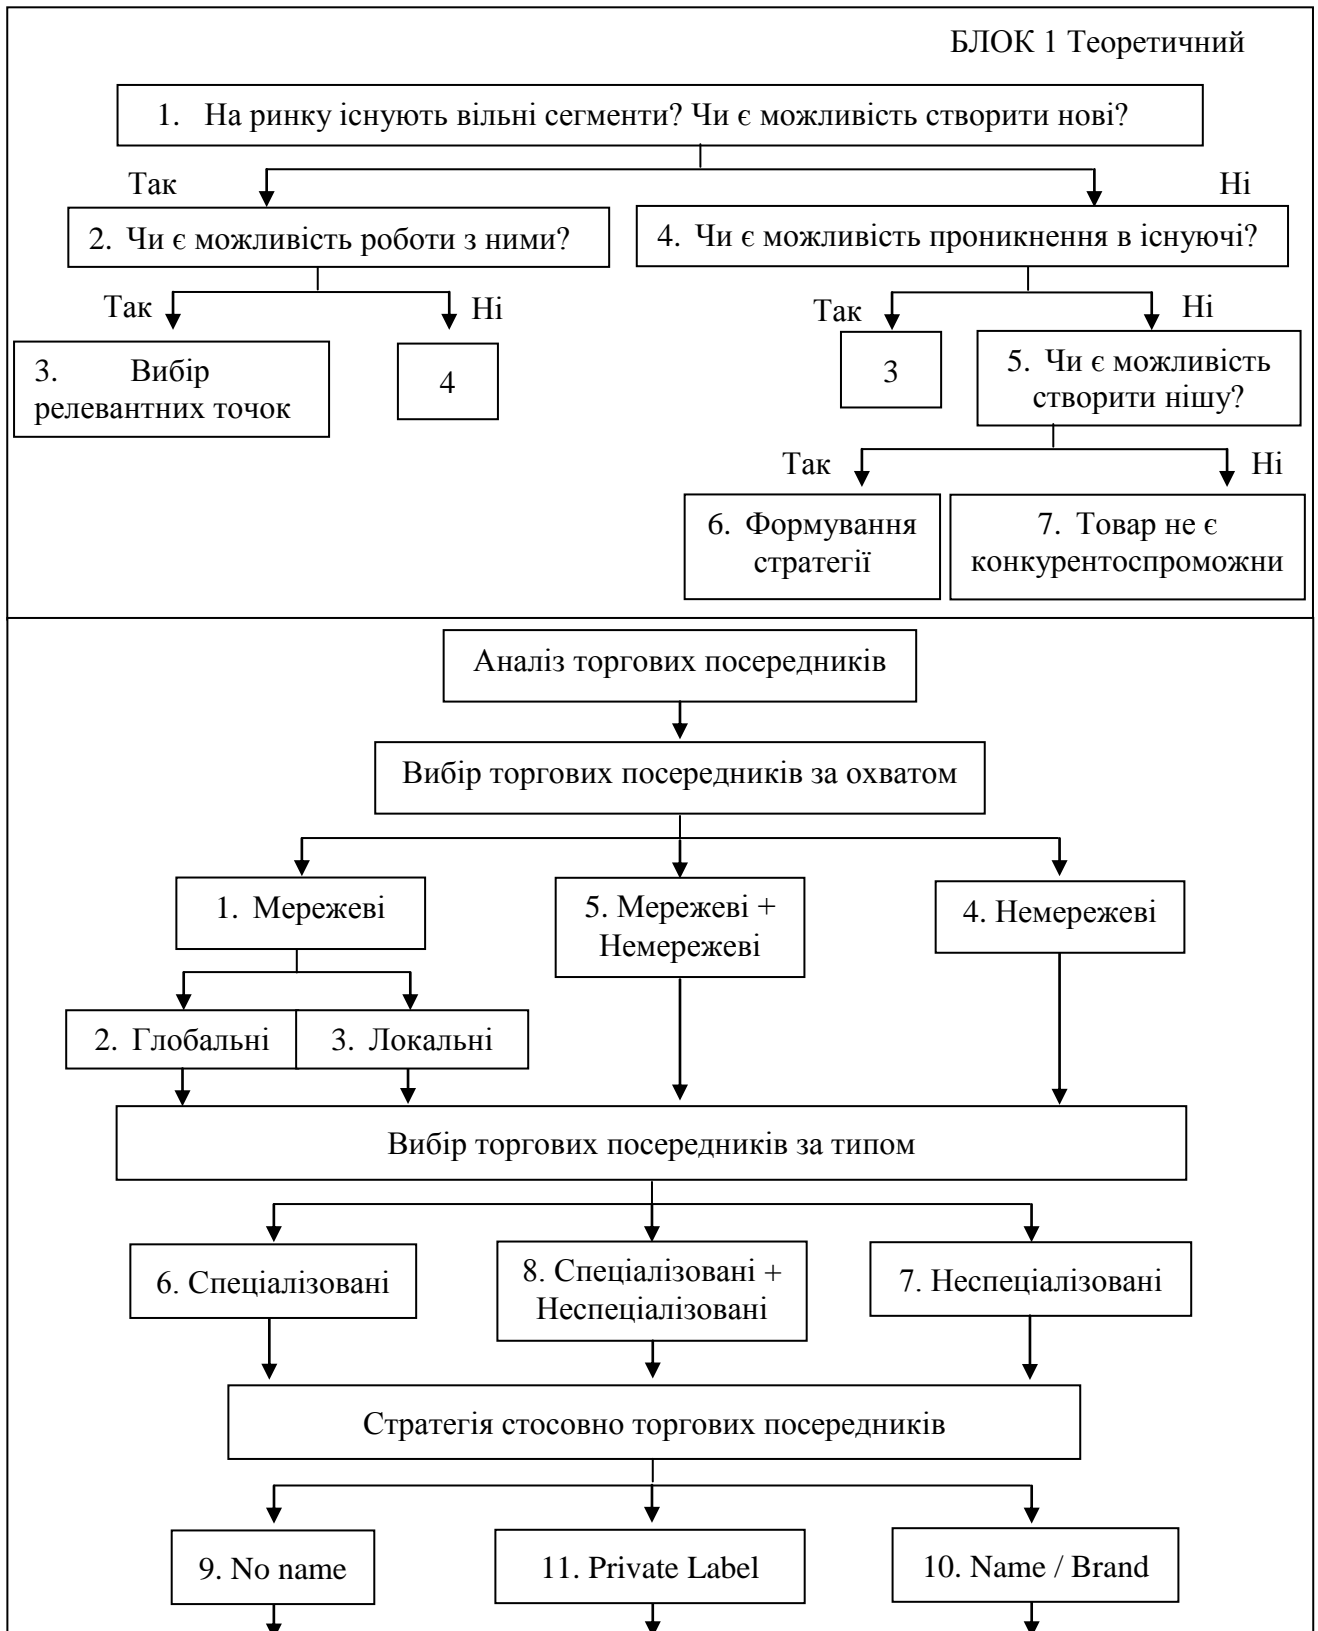 БЛОК 1 Теоретичний
1. На ринку існують вільні сегменти? Чи є можливість створити нові?
Так
Ні
2. Чи є можливість роботи з ними?
4. Чи є можливість проникнення в існуючі?
Так
Ні
Так
Ні
3. Вибір
релевантних точок
4
3
5. Чи є можливість
створити нішу?
Так
Ні
6. Формування
стратегії
7. Товар не є
конкурентоспроможни
Аналіз торгових посередників
Вибір торгових посередників за охватом
1. Мережеві
5. Мережеві +
Немережеві
4. Немережеві
2. Глобальні
3. Локальні
Вибір торгових посередників за типом
6. Спеціалізовані
8. Спеціалізовані +
Неспеціалізовані
7. Неспеціалізовані
Стратегія стосовно торгових посередників
9. No name
11. Private Label
10. Name / Brand